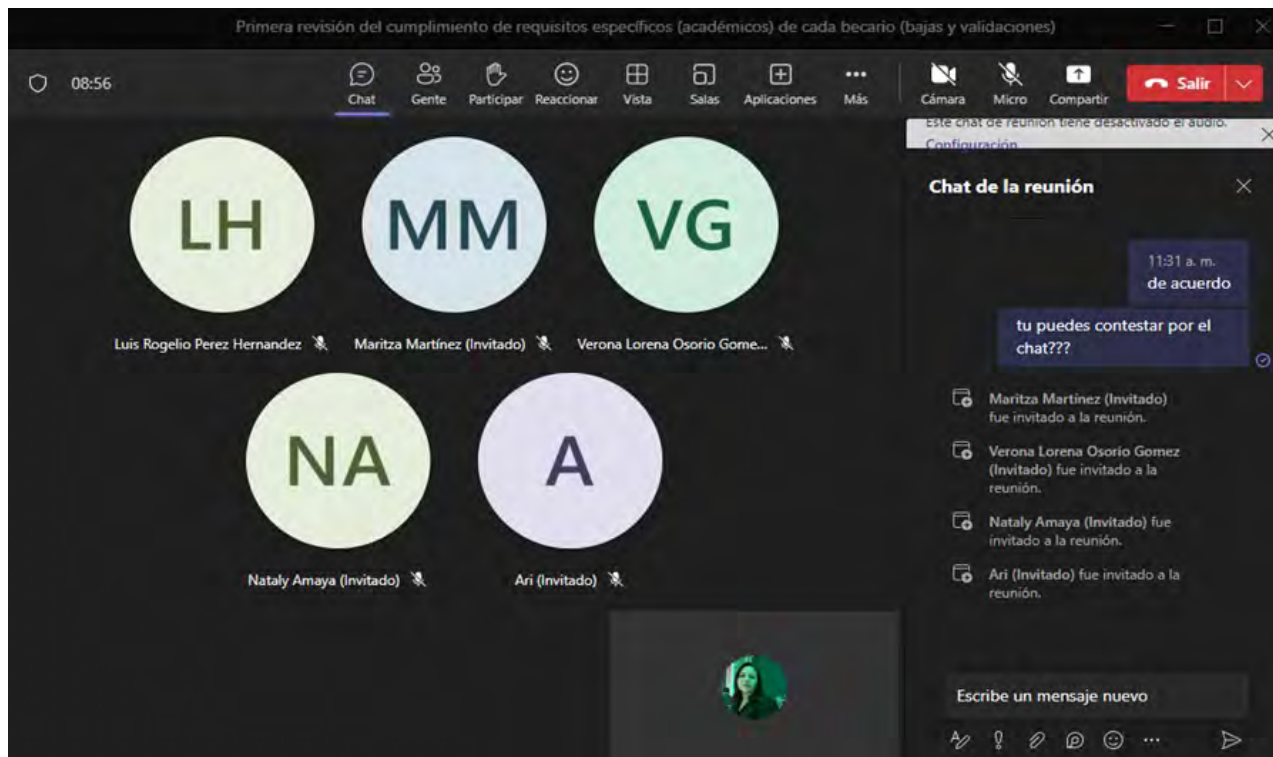 Primera revisión del cumplimiento de requisitos específicos (académicos) de cada becario (bajas y validaciones)
08:56
Chat
Gente
Participar
Reaccionar
Vista
Salas
Aplicaciones
Más
Cámara
Micro
Compartir
Salir
Este chat de reunión tiene desactivado el audio.
Configuración
LH
MM
VG
Luis Rogelio Perez Hernandez
Maritza Martínez (Invitado)
Verona Lorena Osorio Gome...
NA
A
Nataly Amaya (Invitado)
Ari (Invitado)
Chat de la reunión
11:31 a. m.
de acuerdo
tu puedes contestar por el
chat???
Maritza Martínez (Invitado)
fue invitado a la reunión.
Verona Lorena Osorio Gomez
(Invitado) fue invitado a la
reunión.
Nataly Amaya (Invitado) fue
invitado a la reunión.
Ari (Invitado) fue invitado a la
reunión.
Escribe un mensaje nuevo